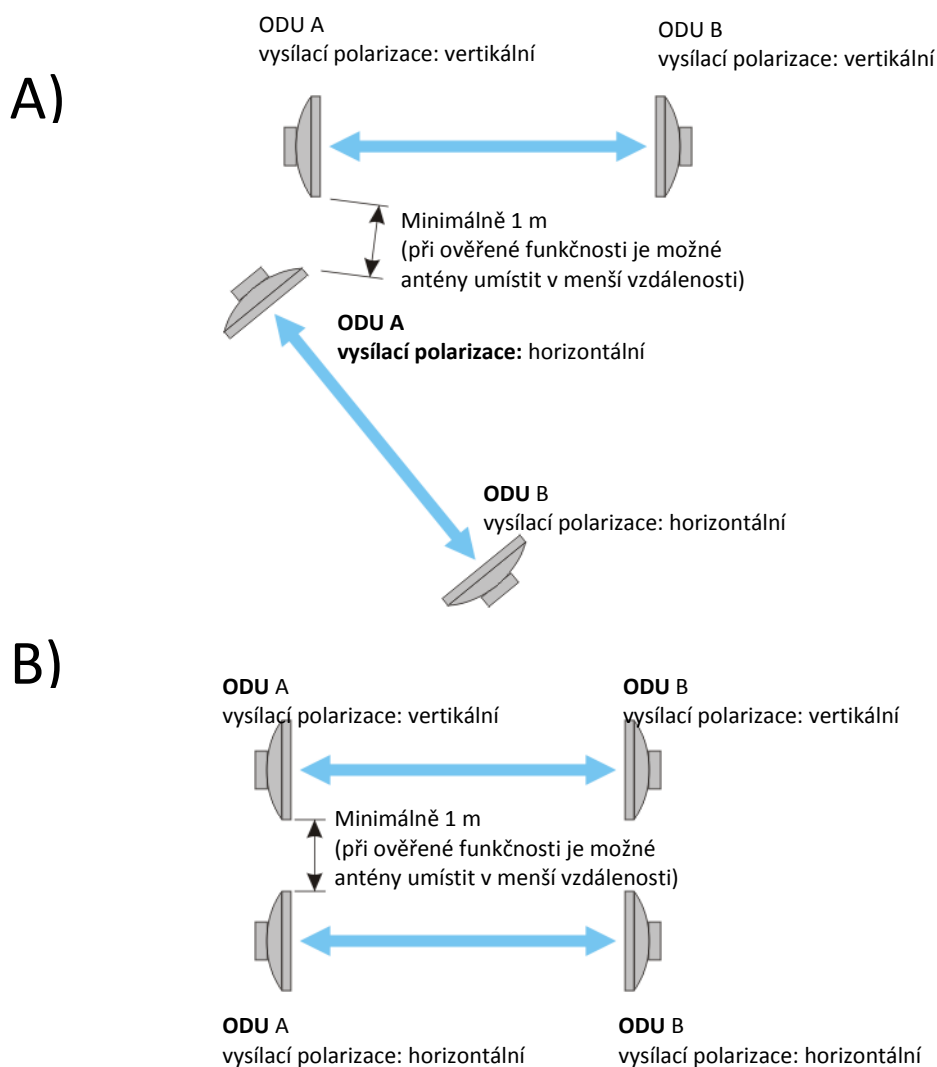 A)
ODU A
vysílací polarizace: vertikální
ODU B
vysílací polarizace: vertikální
Minimálně 1 m
(při ověřené funkčnosti je možné
antény umístit v menší vzdálenosti)
ODU A
vysílací polarizace: horizontální
ODU B
vysílací polarizace: horizontální
B)
ODU A
vysílací polarizace: vertikální
ODU B
vysílací polarizace: vertikální
Minimálně 1 m
(při ověřené funkčnosti je možné
antény umístit v menší vzdálenosti)
ODU A
vysílací polarizace: horizontální
ODU B
vysílací polarizace: horizontální